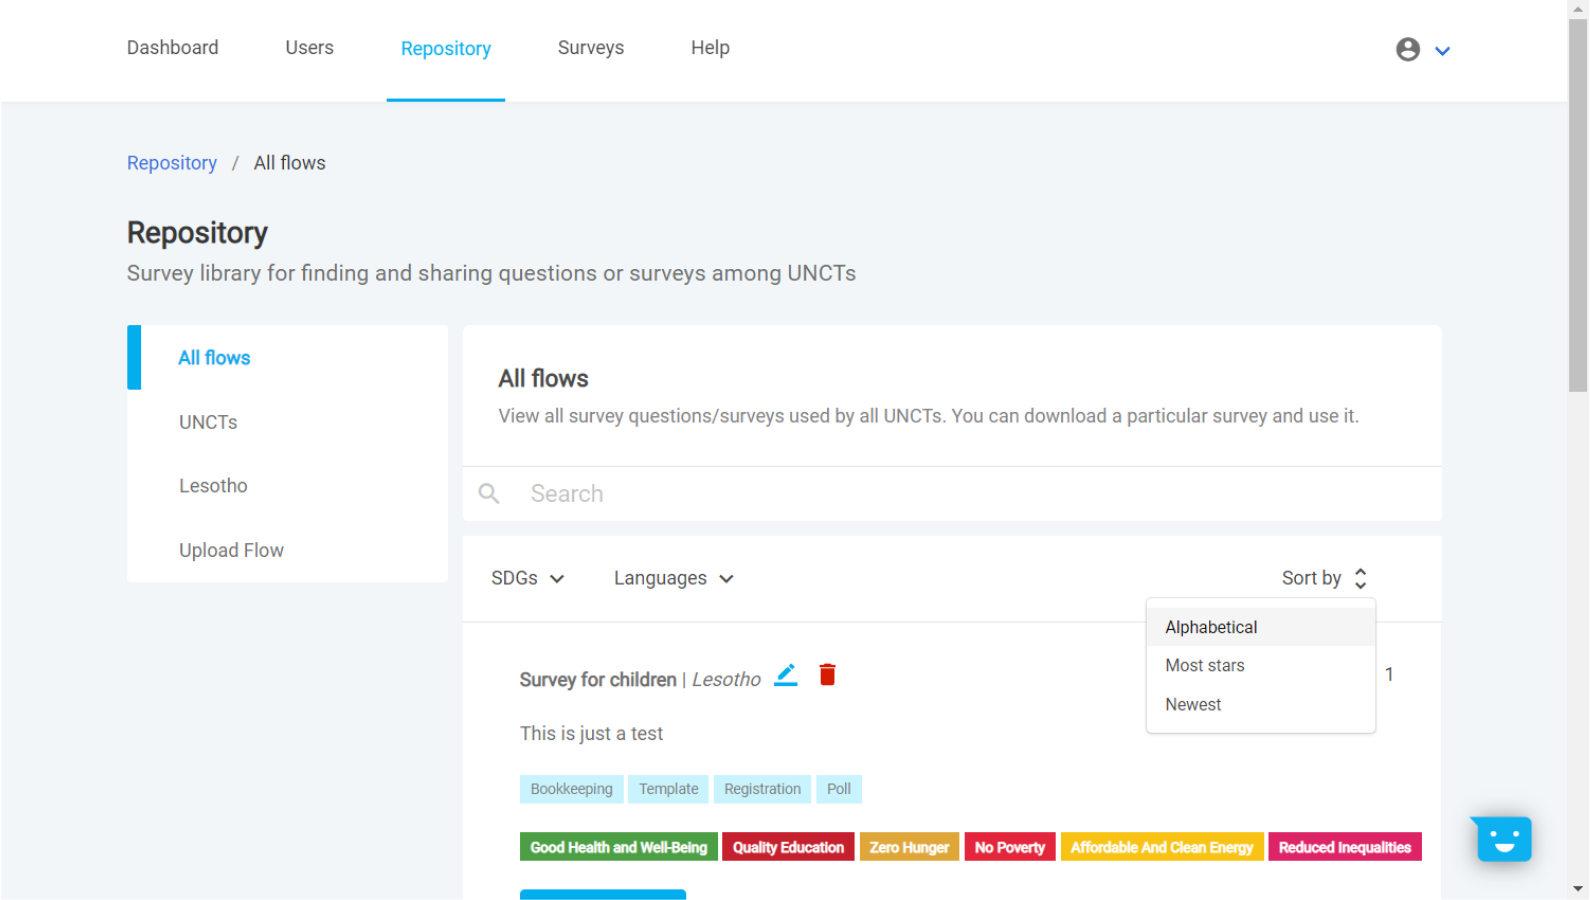 Dashboard Users Repository Surveys Help
Repository / All flows
Repository
Survey library for finding and sharing questions or surveys among UNCTs
All flows
UNCTs
Lesotho
Upload Flow
All flows
View all survey questions/surveys used by all UNCTs. You can download a particular survey and use it.
Search
SDGs Languages Sort by
Alphabetical
Most stars
Newest
Survey for children | Lesotho 1
This is just a test
Bookkeeping Template Registration Poll
Good Health and Well-Being Quality Education Zero Hunger No Poverty Affordable And Clean Energy Reduced Inequalities